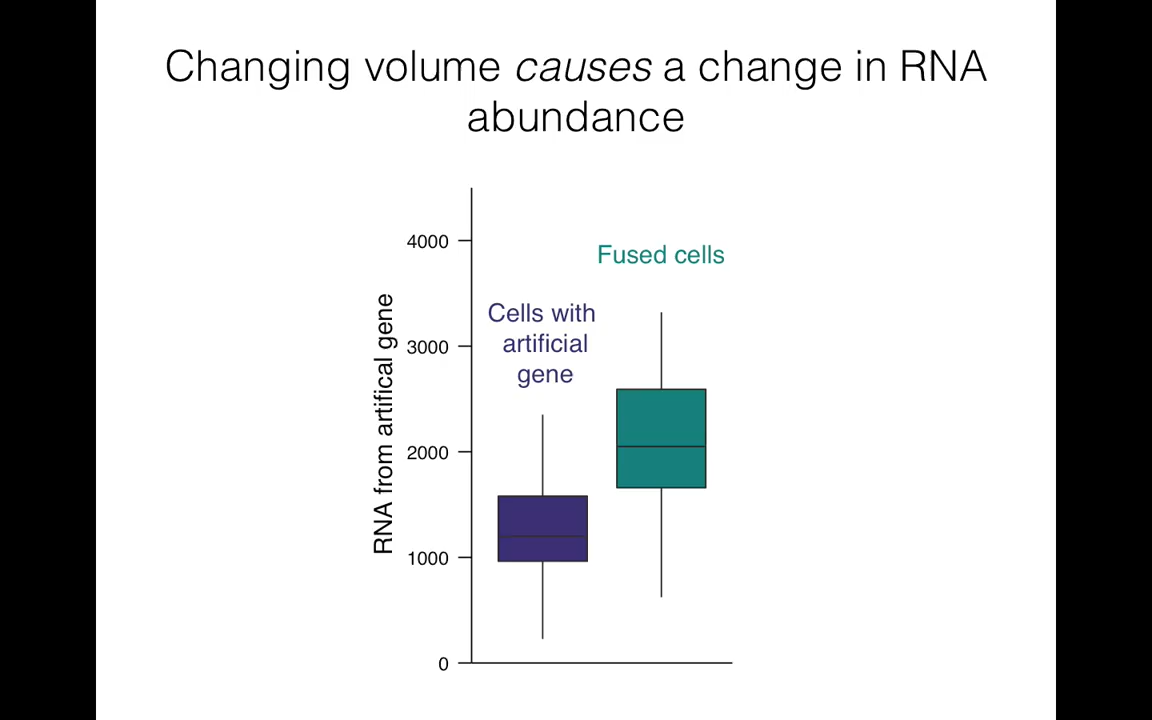 Changing volume causes a change in RNA
abundance
4000
3000
2000
1000
0
RNA from artifical gene
Cells with
artificial
gene
Fused cells